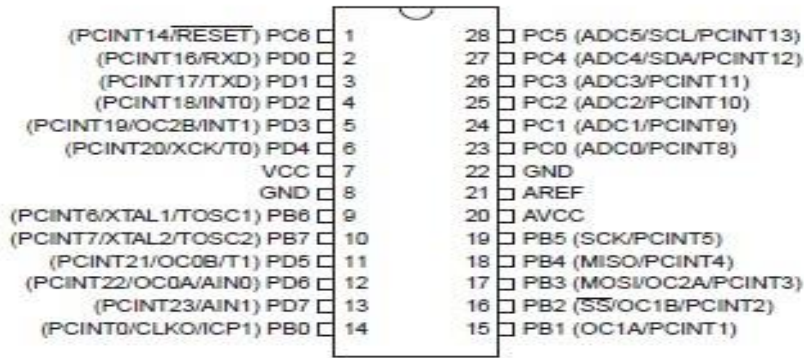 (PCINT14/RESET) PC6 1 28 PC5 (ADC5/SCL/PCINT13)
(PCINT16/RXD) PD0 2 27 PC4 (ADC4/SDA/PCINT12)
(PCINT17/TXD) PD1 3 26 PC3 (ADC3/PCINT11)
(PCINT18/INT0) PD2 4 25 PC2 (ADC2/PCINT10)
(PCINT19/OC2B/INT1) PD3 5 24 PC1 (ADC1/PCINT9)
(PCINT20/XCK/T0) PD4 6 23 PC0 (ADC0/PCINT8)
VCC 7 22 GND
GND 8 21 AREF
(PCINT6/XTAL1/TOSC1) PB6 9 20 AVCC
(PCINT7/XTAL2/TOSC2) PB7 10 19 PB5 (SCK/PCINT5)
(PCINT21/OC0B/T1) PD5 11 18 PB4 (MISO/PCINT4)
(PCINT22/OC0A/AIN0) PD6 12 17 PB3 (MOSI/OC2A/PCINT3)
(PCINT23/AIN1) PD7 13 16 PB2 (SS/OC1B/PCINT2)
(PCINT0/CLKO/ICP1) PB0 14 15 PB1 (OC1A/PCINT1)